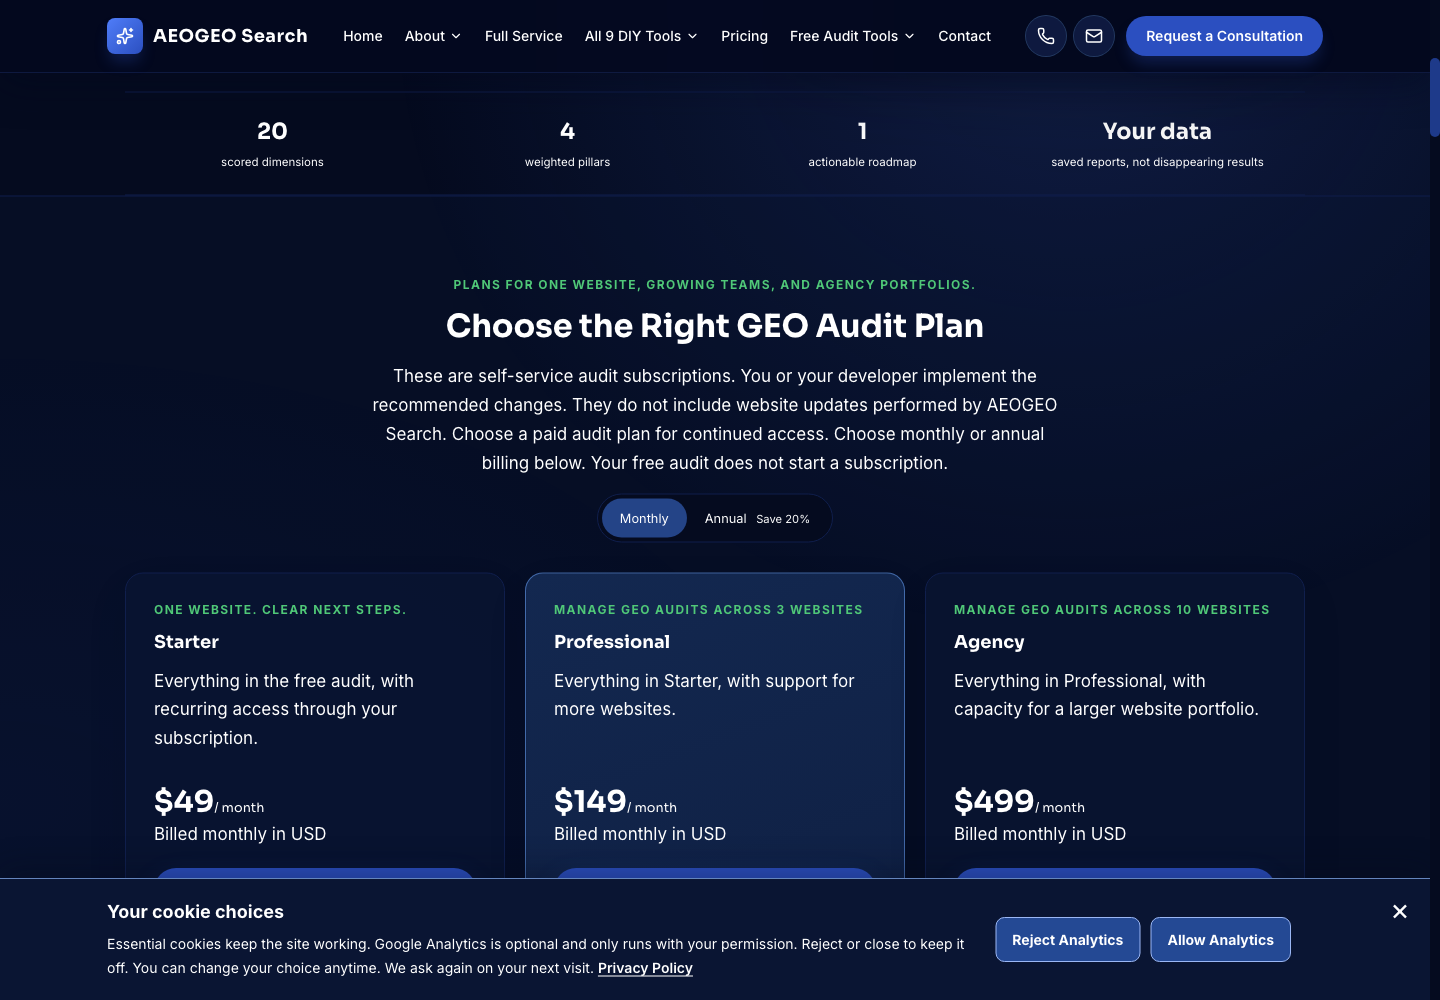 AEOGEO Search
Home
About
Full Service
All 9 DIY Tools
Pricing
Free Audit Tools
Contact
Request a Consultation
20
scored dimensions
4
weighted pillars
1
actionable roadmap
Your data
saved reports, not disappearing results
PLANS FOR ONE WEBSITE, GROWING TEAMS, AND AGENCY PORTFOLIOS.
Choose the Right GEO Audit Plan
These are self-service audit subscriptions. You or your developer implement the
recommended changes. They do not include website updates performed by AEOGEO
Search. Choose a paid audit plan for continued access. Choose monthly or annual
billing below. Your free audit does not start a subscription.
Monthly
Annual Save 20%
ONE WEBSITE. CLEAR NEXT STEPS.
Starter
Everything in the free audit, with
recurring access through your
subscription.
$49/ month
Billed monthly in USD
MANAGE GEO AUDITS ACROSS 3 WEBSITES
Professional
Everything in Starter, with support for
more websites.
$149/ month
Billed monthly in USD
MANAGE GEO AUDITS ACROSS 10 WEBSITES
Agency
Everything in Professional, with
capacity for a larger website portfolio.
$499/ month
Billed monthly in USD
Your cookie choices
Essential cookies keep the site working. Google Analytics is optional and only runs with your permission. Reject or close to keep it
off. You can change your choice anytime. We ask again on your next visit. Privacy Policy
Reject Analytics
Allow Analytics